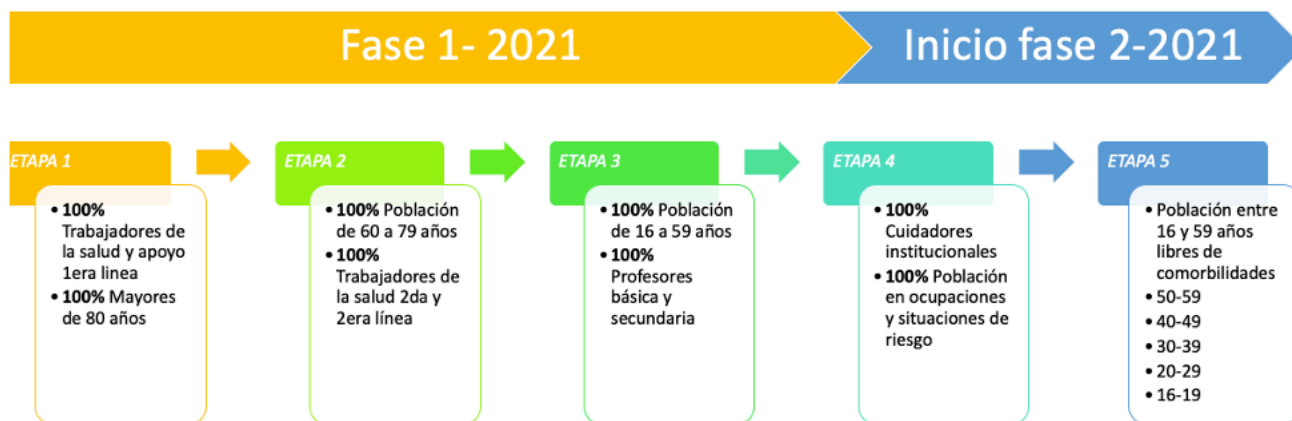 Fase 1- 2021
Inicio fase 2-2021
ETAPA 1
• 100%
Trabajadores de
la salud y apoyo
1era linea
• 100% Mayores
de 80 años
ETAPA 2
• 100% Población
de 60 a 79 años
• 100%
Trabajadores de
la salud 2da y
2era línea
ETAPA 3
• 100% Población
de 16 a 59 años
• 100%
Profesores
básica y
secundaria
ETAPA 4
• 100%
Cuidadores
institucionales
• 100% Población
en ocupaciones
y situaciones de
riesgo
ETAPA 5
• Población entre
16 y 59 años
libres de
comorbilidades
• 50-59
• 40-49
• 30-39
• 20-29
• 16-19